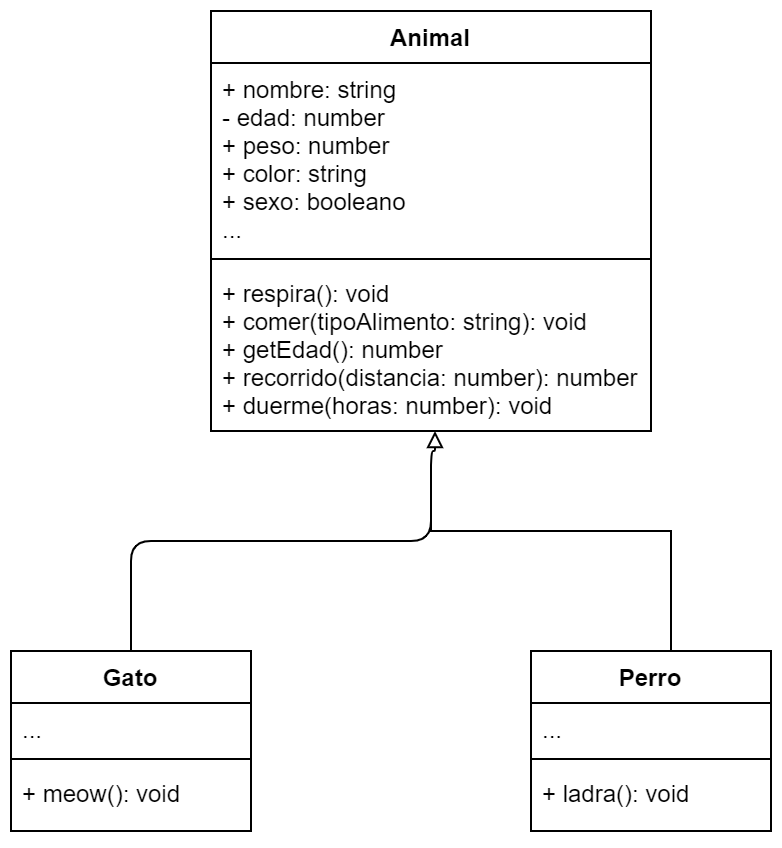 Animal
+ nombre: string
- edad: number
+ peso: number
+ color: string
+ sexo: booleano
...
+ respira(): void
+ comer(tipoAlimento: string): void
+ getEdad(): number
+ recorrido(distancia: number): number
+ duerme(horas: number): void
Gato
...
+ meow(): void
Perro
...
+ ladra(): void